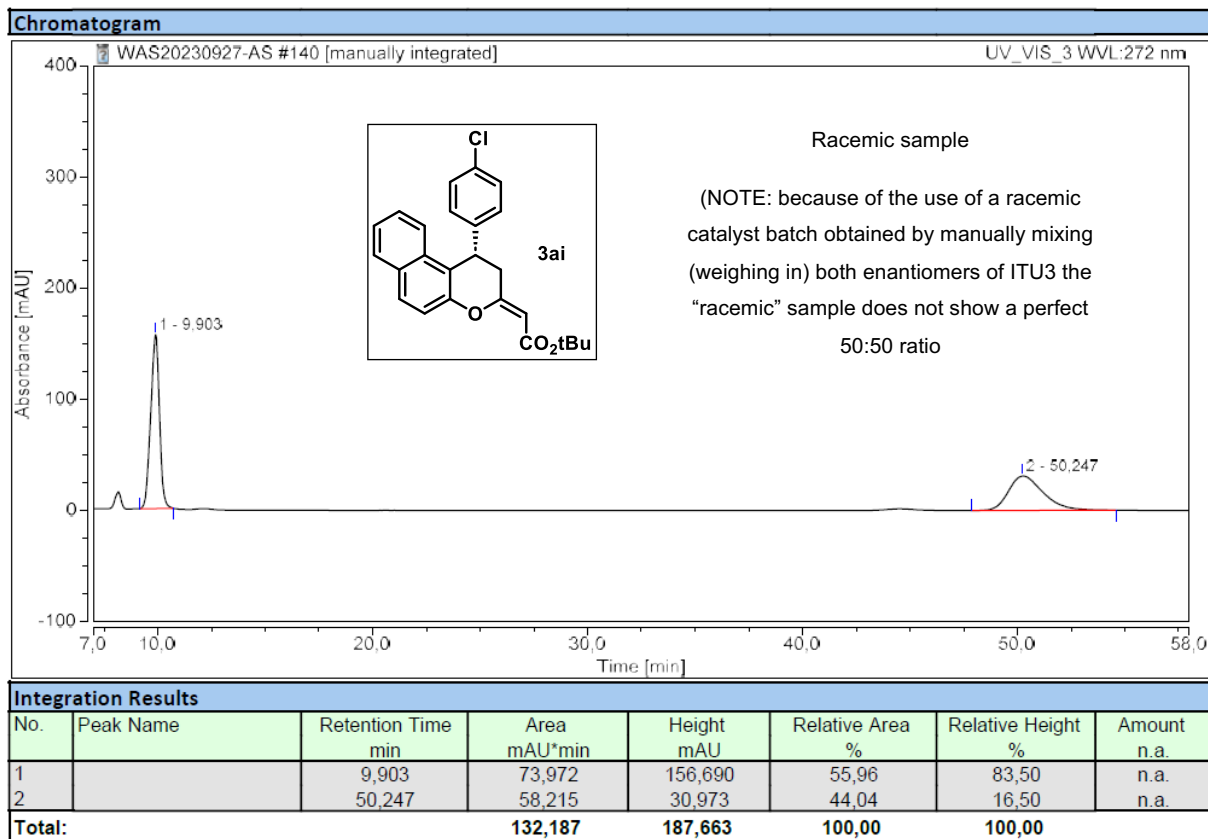 Chromatogram
WAS20230927-AS #140 [manually integrated]
UV_VIS_3 WVL:272 nm
Absorbance [mAU]
400
300
200
100
0
-100
1 - 9,903
2 - 50,247
Cl
3ai
O
CO2tBu
Racemic sample
(NOTE: because of the use of a racemic
catalyst batch obtained by manually mixing
(weighing in) both enantiomers of ITU3 the
“racemic” sample does not show a perfect
50:50 ratio
7,0 10,0 20,0 30,0 40,0 50,0 58,0
Time [min]
Integration Results
No. Peak Name Retention Time Area Height Relative Area Relative Height Amount
min mAU*min mAU % % n.a.
1 9,903 73,972 156,690 55,96 83,50 n.a.
2 50,247 58,215 30,973 44,04 16,50 n.a.
Total: 132,187 187,663 100,00 100,00